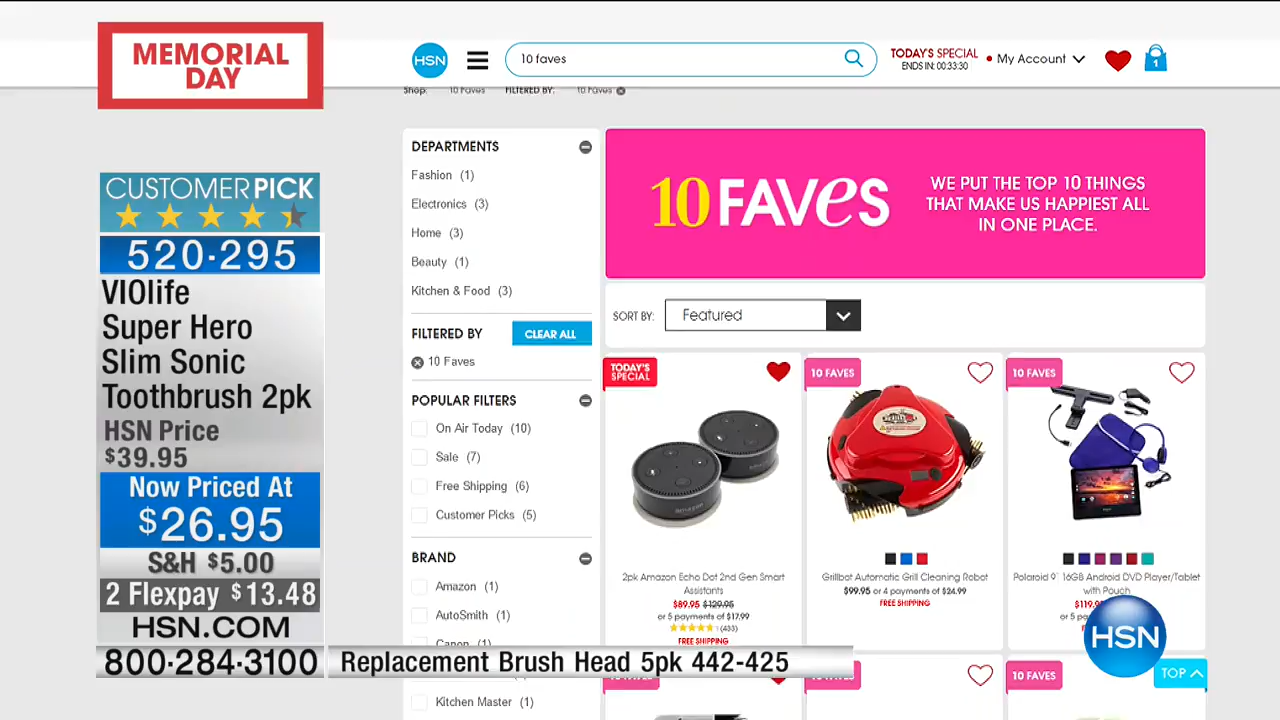 MEMORIAL
DAY
HSN
10 faves
TODAY'S SPECIAL
ENDS IN: 00:33:30
My Account
1
Shop:
10 Faves
FILTERED BY:
10 Faves
CUSTOMER PICK
520-295
VIOlife
Super Hero
Slim Sonic
Toothbrush 2pk
HSN Price
$39.95
Now Priced At
$26.95
S&H $5.00
2 Flexpay $13.48
HSN.COM
800-284-3100
Replacement Brush Head 5pk 442-425
DEPARTMENTS
Fashion (1)
Electronics (3)
Home (3)
Beauty (1)
Kitchen & Food (3)
FILTERED BY
CLEAR ALL
10 Faves
POPULAR FILTERS
On Air Today (10)
Sale (7)
Free Shipping (6)
Customer Picks (5)
BRAND
Amazon (1)
AutoSmith (1)
Canon (1)
Kitchen Master (1)
10 FAVeS
WE PUT THE TOP 10 THINGS
THAT MAKE US HAPPIEST ALL
IN ONE PLACE.
SORT BY:
Featured
TODAY'S
SPECIAL
2pk Amazon Echo Dot 2nd Gen Smart
Assistants
$89.95 $129.95
or 5 payments of $17.99
(433)
FREE SHIPPING
10 FAVES
Grillbot Automatic Grill Cleaning Robot
$99.95 or 4 payments of $24.99
FREE SHIPPING
10 FAVES
Polaroid 9" 16GB Android DVD Player/Tablet
with Pouch
$119.9
or 5 pa
HSN
10 FAVES
TOP